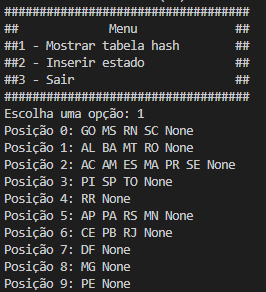 ###################################
##             Menu              ##
##1 - Mostrar tabela hash        ##
##2 - Inserir estado             ##
##3 - Sair                       ##
###################################
Escolha uma opção: 1
Posição 0: GO MS RN SC None
Posição 1: AL BA MT RO None
Posição 2: AC AM ES MA PR SE None
Posição 3: PI SP TO None
Posição 4: RR None
Posição 5: AP PA RS MN None
Posição 6: CE PB RJ None
Posição 7: DF None
Posição 8: MG None
Posição 9: PE None